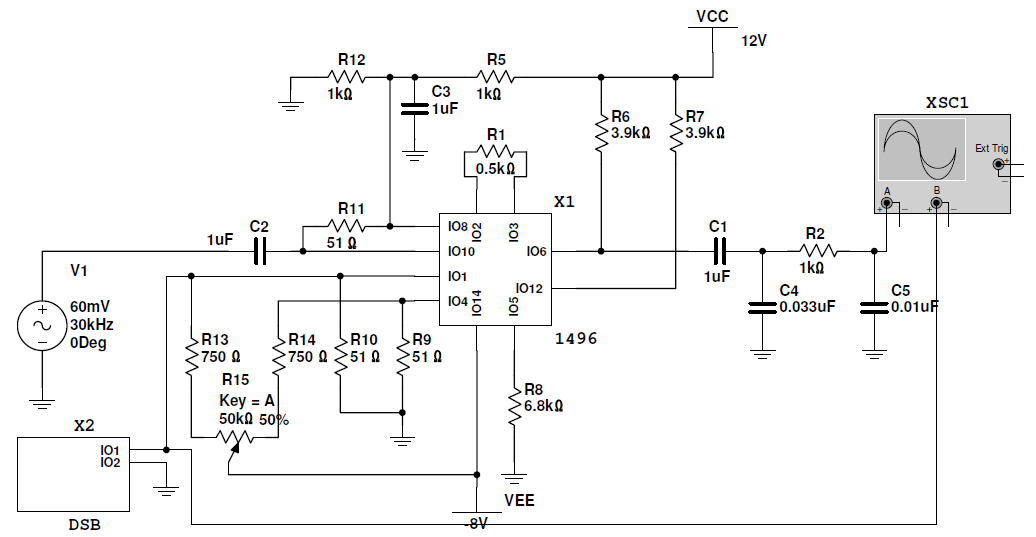 VCC
12V
R12
1kΩ
R5
1kΩ
C3
1uF
R6
3.9kΩ
R7
3.9kΩ
XSC1
Ext Trig
+
_
A
B
+ _ + _
R1
0.5kΩ
X1
IO8
IO10
IO1
IO4
IO2
IO3
IO6
IO12
IO14
IO5
1496
R11
51 Ω
C2
1uF
C1
1uF
R2
1kΩ
C4
0.033uF
C5
0.01uF
V1
60mV
30kHz
0Deg
R13
750 Ω
R14
750 Ω
R10
51 Ω
R9
51 Ω
R15
Key = A
50kΩ 50%
R8
6.8kΩ
X2
IO1
IO2
DSB
VEE
-8V